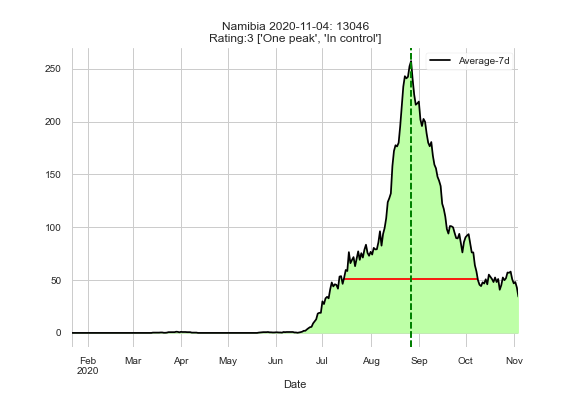 Namibia 2020-11-04: 13046
Rating:3 ['One peak', 'In control']
Average-7d
250
200
150
100
50
0
Feb Mar Apr May Jun Jul Aug Sep Oct Nov
2020
Date